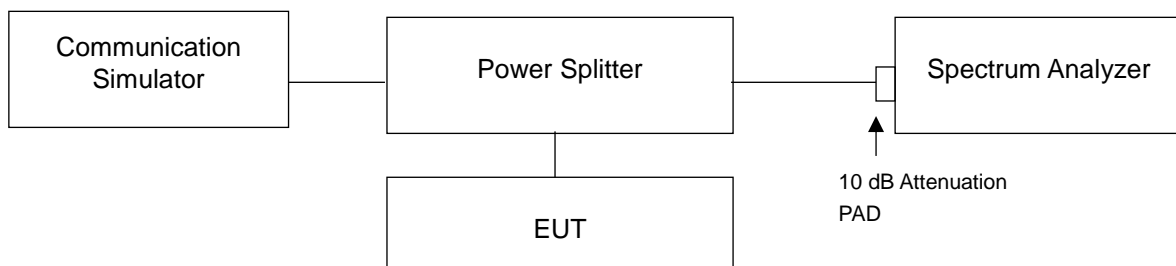 Communication
Simulator
Power Splitter
Spectrum Analyzer
10 dB Attenuation
PAD
EUT